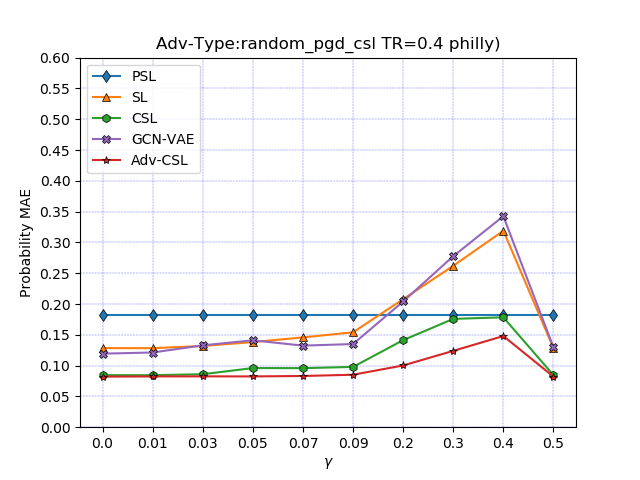 Adv-Type:random_pgd_csl TR=0.4 philly)
0.60
0.55
0.50
0.45
0.40
0.35
0.30
0.25
0.20
0.15
0.10
0.05
0.00
Probability MAE
PSL
SL
CSL
GCN-VAE
Adv-CSL
0.0 0.01 0.03 0.05 0.07 0.09 0.2 0.3 0.4 0.5
γ